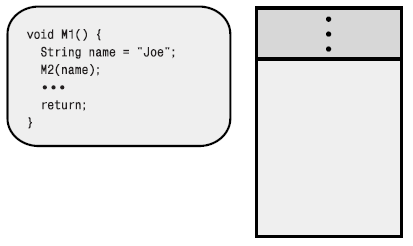 void M1() {
String name = "Joe";
M2(name);
•••
return;
}